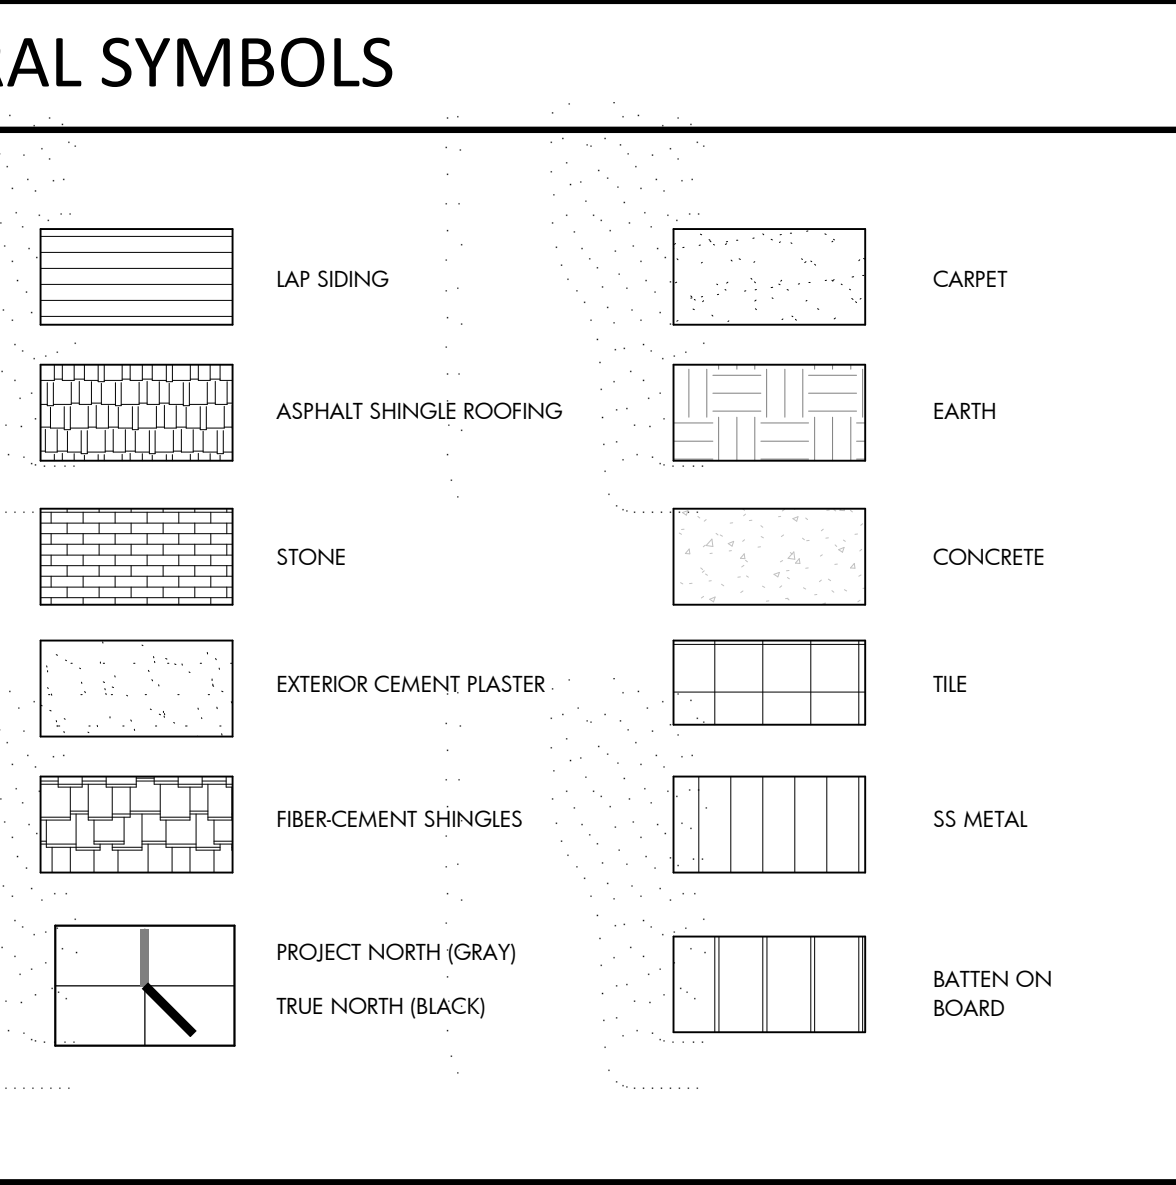 RAL SYMBOLS
LAP SIDING
ASPHALT SHINGLE ROOFING
STONE
EXTERIOR CEMENT PLASTER
FIBER-CEMENT SHINGLES
PROJECT NORTH (GRAY)
TRUE NORTH (BLACK)
CARPET
EARTH
CONCRETE
TILE
SS METAL
BATTEN ON
BOARD